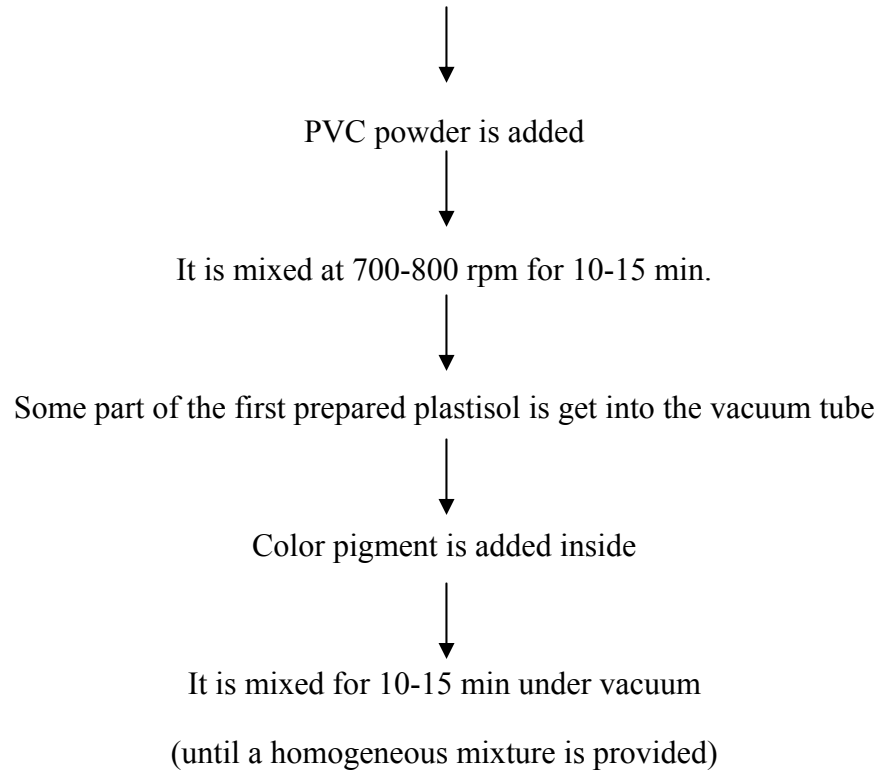 PVC powder is added
It is mixed at 700-800 rpm for 10-15 min.
Some part of the first prepared plastisol is get into the vacuum tube
Color pigment is added inside
It is mixed for 10-15 min under vacuum
(until a homogeneous mixture is provided)